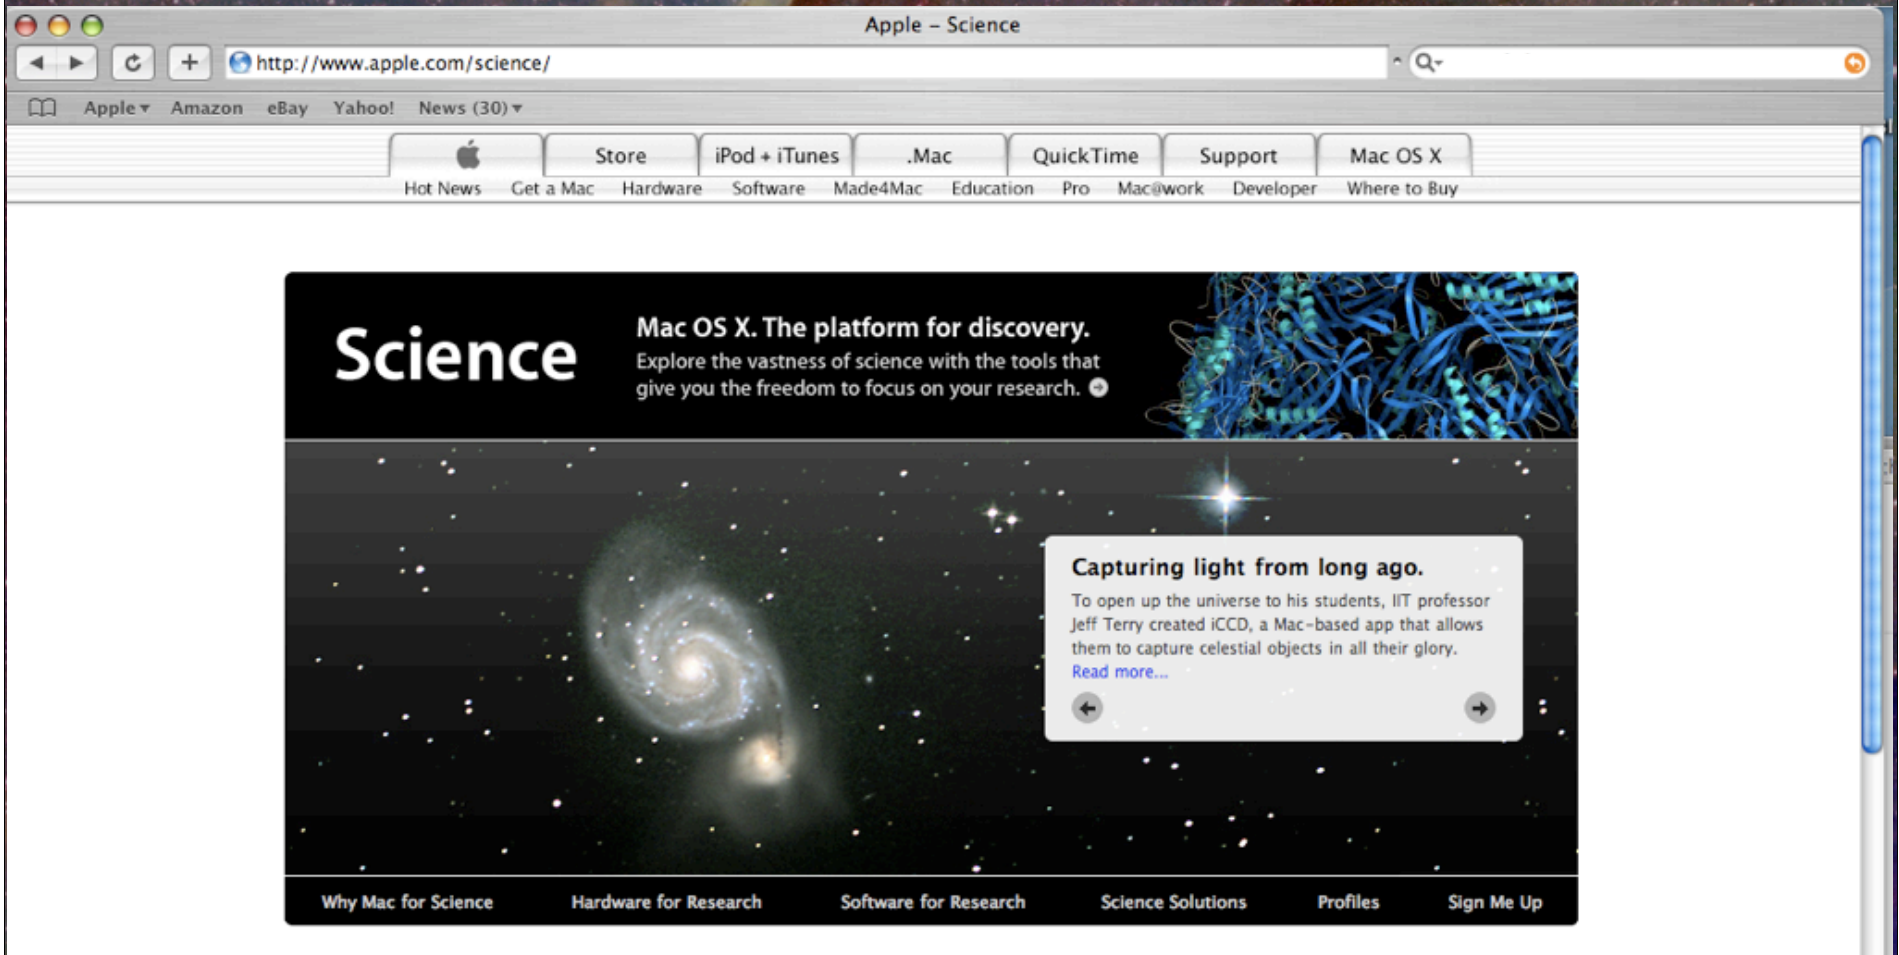 Apple – Science
http://www.apple.com/science/
Apple Amazon eBay Yahoo! News (30)
Store iPod + iTunes .Mac QuickTime Support Mac OS X
Hot News Get a Mac Hardware Software Made4Mac Education Pro Mac@work Developer Where to Buy
Science
Mac OS X. The platform for discovery.
Explore the vastness of science with the tools that
give you the freedom to focus on your research.
Capturing light from long ago.
To open up the universe to his students, IIT professor
Jeff Terry created iCCD, a Mac-based app that allows
them to capture celestial objects in all their glory.
Read more...
Why Mac for Science Hardware for Research Software for Research Science Solutions Profiles Sign Me Up